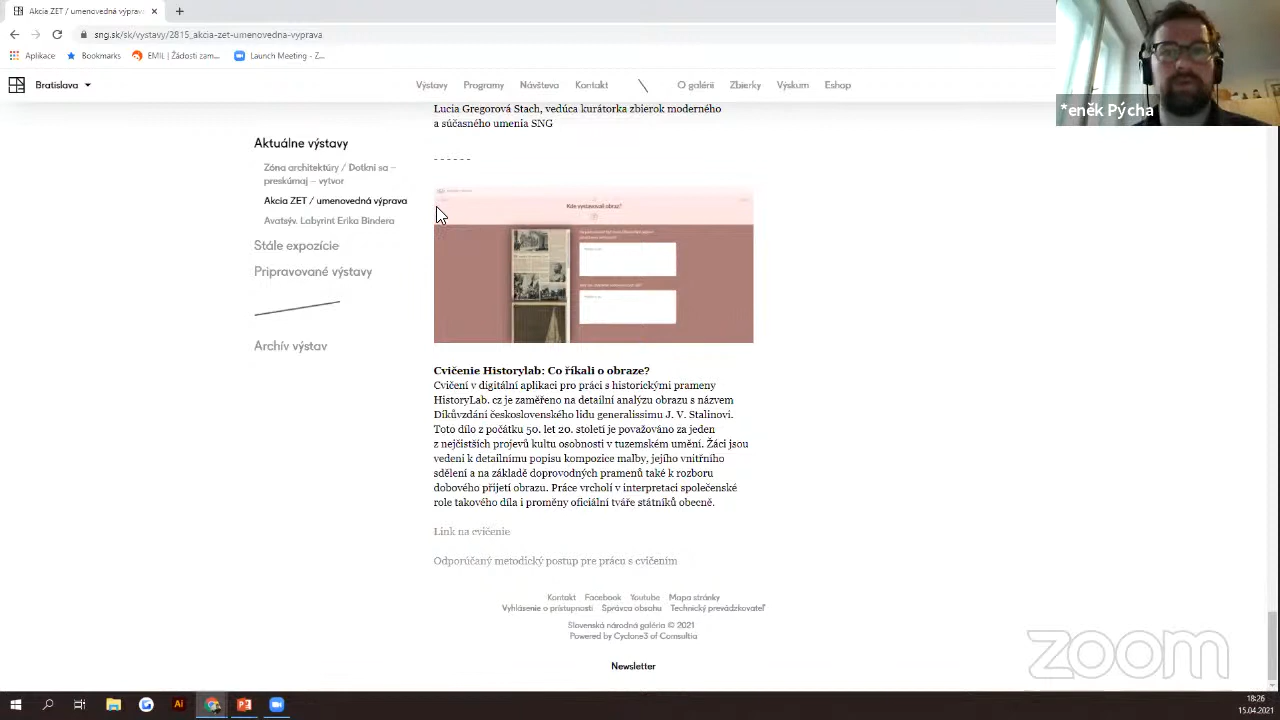 Akcia ZET / umenovedná výprava
sng.sk/sk/vystavy/2815_akcia-zet-umenovedna-vyprava
Aplikace Bookmarks EMIL | Žádosti zam... Launch Meeting - Z...
*eněk Pýcha
Bratislava Výstavy Programy Návšteva Kontakt O galérii Zbierky Výskum Eshop
Lucia Gregorová Stach, vedúca kurátorka zbierok moderného
a súčasného umenia SNG
------
Aktuálne výstavy
Zóna architektúry / Dotkni sa –
preskúmaj – vytvor
Akcia ZET / umenovedná výprava
Avatsýv. Labyrint Erika Bindera
Stále expozície
Pripravované výstavy
Archív výstav
Kde vystavovali obraz?
Cvičenie Historylab: Co říkali o obraze?
Cvičení v digitální aplikaci pro práci s historickými prameny
HistoryLab. cz je zaměřeno na detailní analýzu obrazu s názvem
Díkůvzdání československého lidu generalissimu J. V. Stalinovi.
Toto dílo z počátku 50. let 20. století je považováno za jeden
z nejčistších projevů kultu osobnosti v tuzemském umění. Žáci jsou
vedeni k detailnímu popisu kompozice malby, jejího vnitřního
sdělení a na základě doprovodných pramenů také k rozboru
dobového přijetí obrazu. Práce vrcholí v interpretaci společenské
role takového díla i proměny oficiální tváře státníků obecně.
Link na cvičenie
Odporúčaný metodický postup pre prácu s cvičením
Kontakt Facebook Youtube Mapa stránky
Vyhlásenie o prístupnosti Správca obsahu Technický prevádzkovateľ
Slovenská národná galéria © 2021
Powered by Cyclone3 of Comsultia
Newsletter
zoom
18:26
15.04.2021